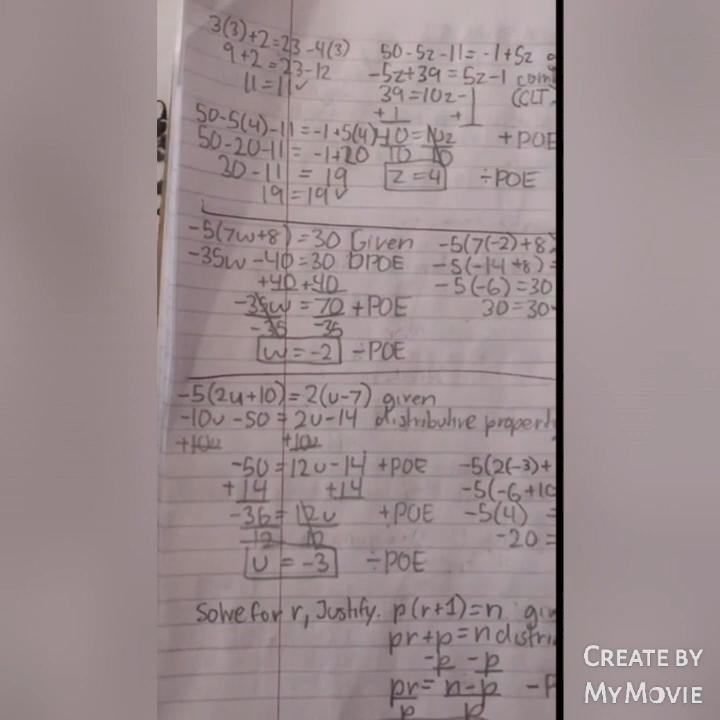 3(3)+2=23-4(3)
9+2=23-12
11=11✓
50-5z-11=-1+5z
-5z+39=5z-1 com
39=10z-1 (CLT
+1 +1
50-5(4)-11=-1+5(4)
40=10z +POE
10 10
50-20-11=-1+20
30-11=19
z=4 ÷POE
19=19✓
-5(7w+8)=30 Given
-35w-40=30 DPOE
+40 +40
-35w=70 +POE
-35 -35
w=-2 ÷POE
-5(7(-2)+8)
-5(-14+8)=
-5(-6)=30
30=30
-5(2u+10)=2(u-7) given
-10u-50=2u-14 distributive propert
+10u +10u
-50=12u-14 +POE
+14 +14
-36=12u +POE
-12 12
u=-3 ÷POE
-5(2(-3)+
-5(-6+10
-5(4) =
-20=
Solve for r, Justify. p(r+1)=n giv
pr+p=n distri
-p -p
pr=n-p -P
p p
CREATE BY
MYMOVIE